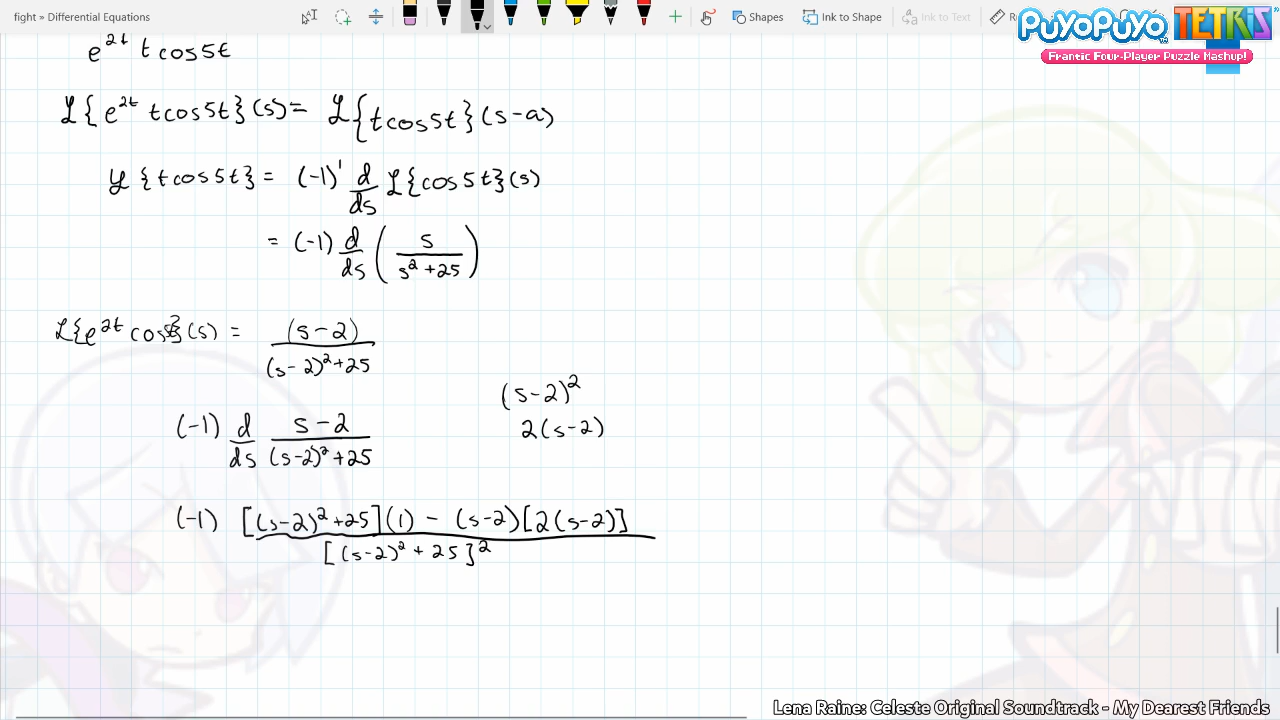 fight » Differential Equations
Shapes
Ink to Shape
Ink to Text
PUYOPUYO TETRIS
Frantic Four-Player Puzzle Mashup!
e^{2t} t cos5t
ℒ{e^{2t} t cos5t}(s) = ℒ{t cos5t}(s-a)
ℒ{t cos5t} = (-1)^1 d/ds ℒ{cos5t}(s)
= (-1) d/ds (s/(s^2+25))
ℒ{e^{2t} cos }(s) = (s-2)/((s-2)^2+25)
(s-2)^2
2(s-2)
(-1) d/ds (s-2)/((s-2)^2+25)
(-1) [(s-2)^2+25](1) - (s-2)[2(s-2)]
[(s-2)^2+25]^2
Lena Raine: Celeste Original Soundtrack - My Dearest Friends